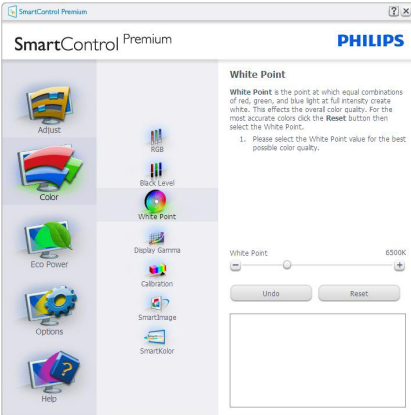 SmartControl Premium
SmartControl Premium
PHILIPS
Adjust
Color
Eco Power
Options
Help
RGB
Black Level
White Point
Display Gamma
Calibration
SmartImage
SmartKolor
White Point
White Point is the point at which equal combinations
of red, green, and blue light at full intensity create
white. This effects the overall color quality. For the
most accurate colors click the Reset button then
select the White Point.
1. Please select the White Point value for the best
possible color quality.
White Point 6500K
Undo Reset